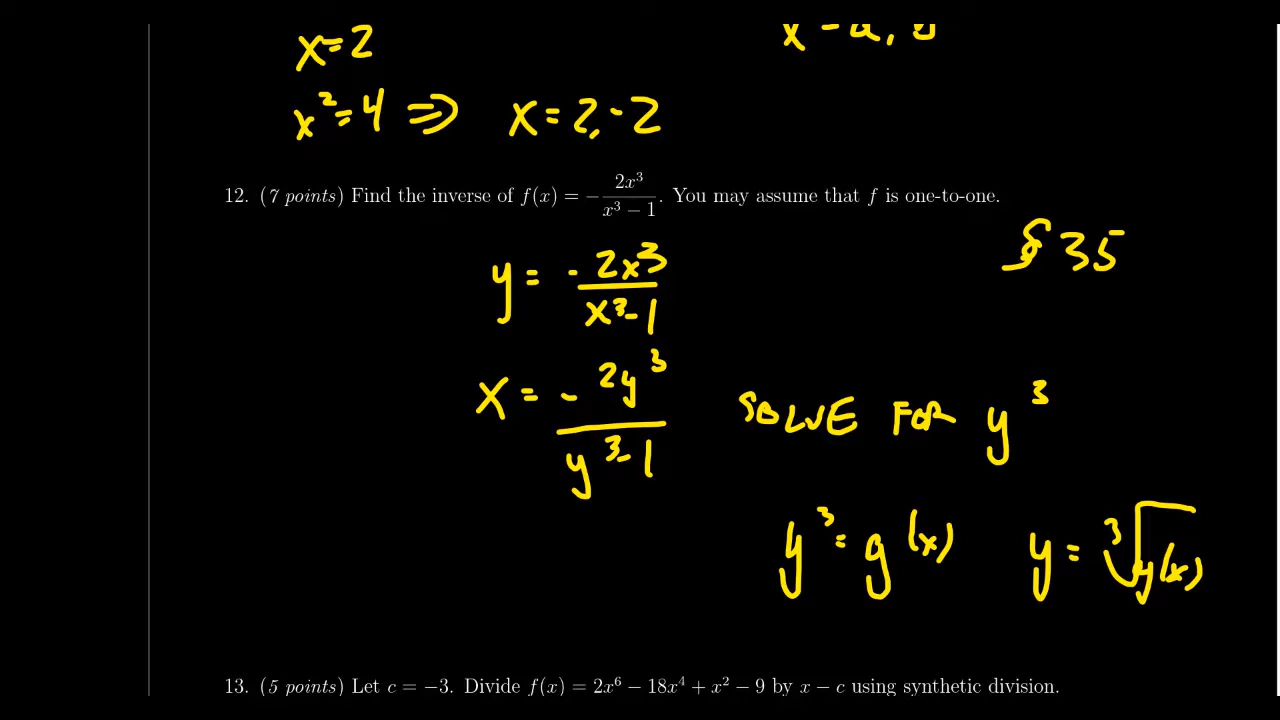 x=2
x²=4 ⇒ x=2,-2
12. (7 points) Find the inverse of f(x) = −2x³/(x³ − 1). You may assume that f is one-to-one.
§ 35
y = -2x³/(x³-1)
x = -2y³/(y³-1)
SOLVE FOR y³
y³ = g(x) y = ∛y(x)
13. (5 points) Let c = −3. Divide f(x) = 2x⁶ − 18x⁴ + x² − 9 by x − c using synthetic division.